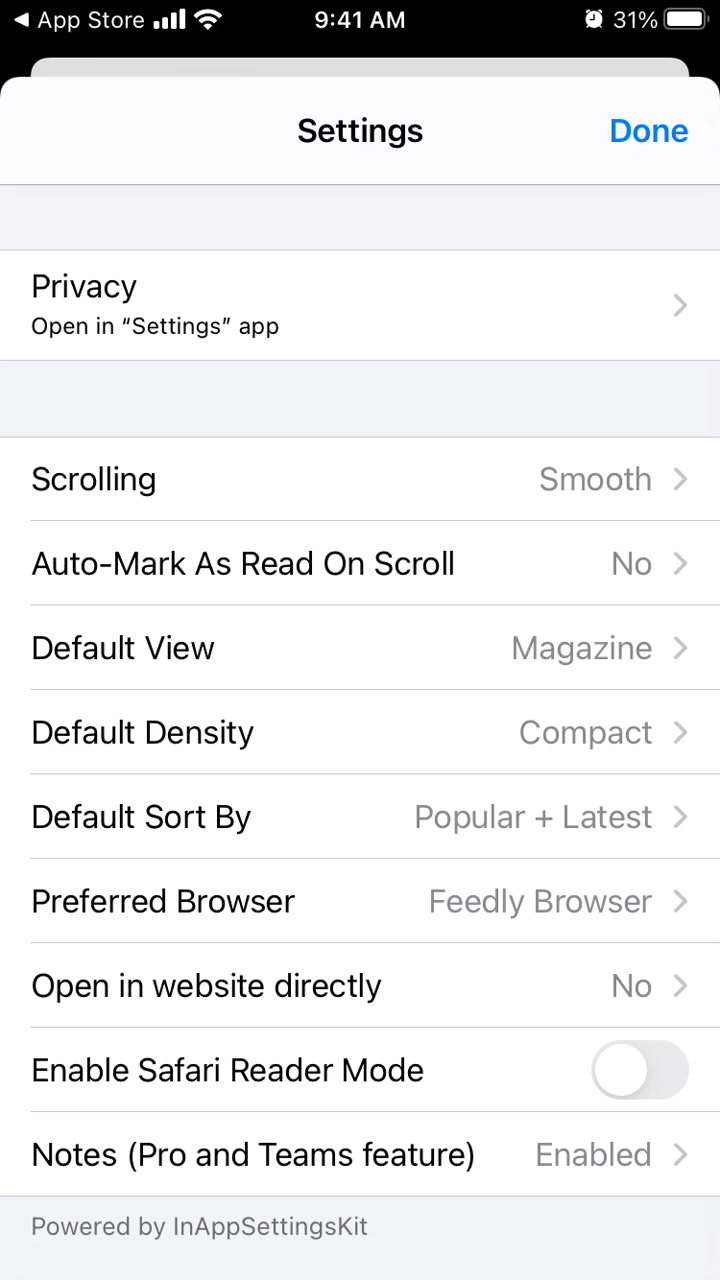 App Store 9:41 AM 31%
Settings Done
Privacy
Open in “Settings” app
Scrolling Smooth
Auto-Mark As Read On Scroll No
Default View Magazine
Default Density Compact
Default Sort By Popular + Latest
Preferred Browser Feedly Browser
Open in website directly No
Enable Safari Reader Mode
Notes (Pro and Teams feature) Enabled
Powered by InAppSettingsKit